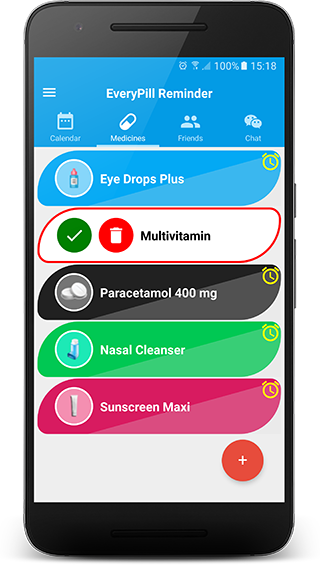 100% 15:18
EveryPill Reminder
Calendar
Medicines
Friends
Chat
Eye Drops Plus
Multivitamin
Paracetamol 400 mg
Nasal Cleanser
Sunscreen Maxi
+